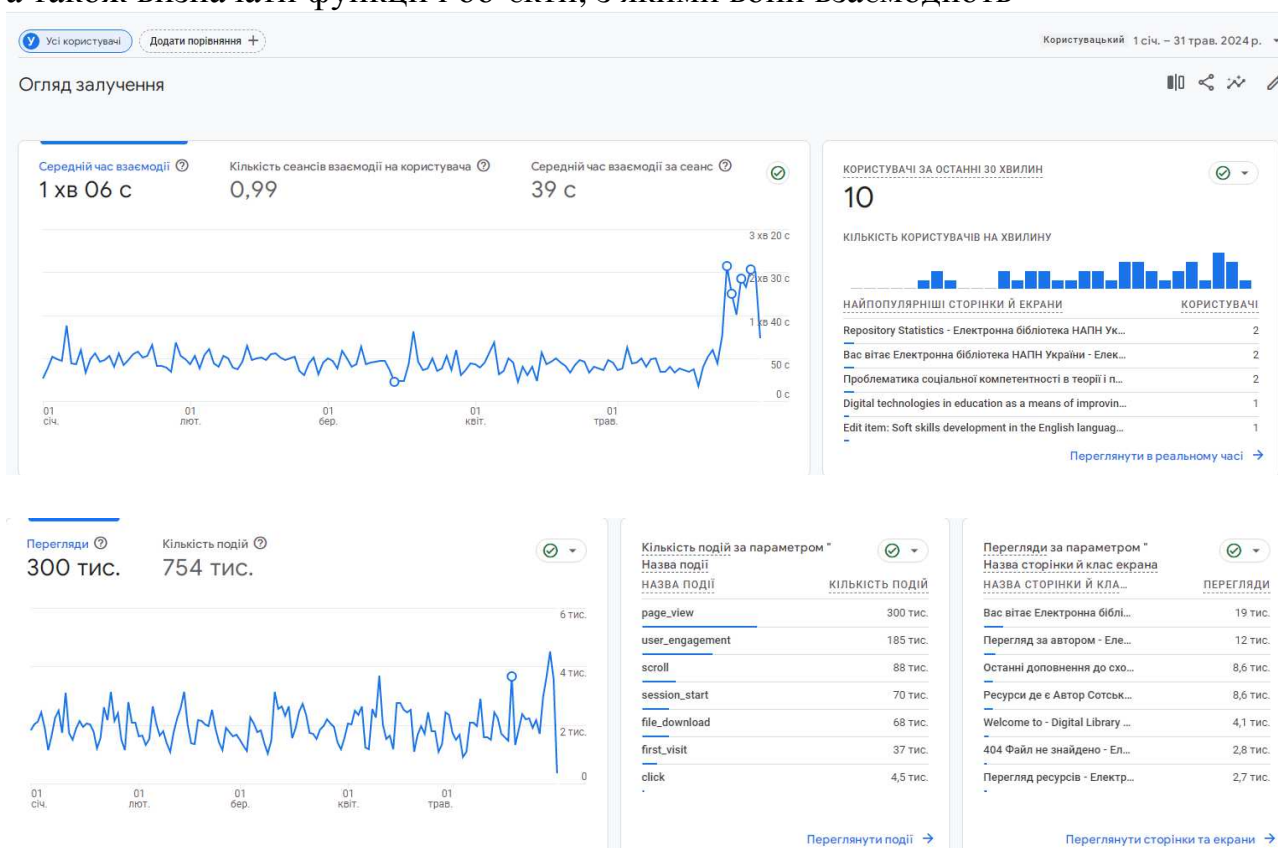 а також визначати функції і об’єкти, з якими вони взаємодіють
У Усі користувачі Додати порівняння + Користувацький 1 січ. – 31 трав. 2024 р.
Огляд залучення
Середній час взаємодії
1 хв 06 с
Кількість сеансів взаємодії на користувача
0,99
Середній час взаємодії за сеанс
39 с
3 хв 20 с
2 хв 30 с
1 хв 40 с
50 с
0 с
01 січ.
01 лют.
01 бер.
01 квіт.
01 трав.
КОРИСТУВАЧІ ЗА ОСТАННІ 30 ХВИЛИН
10
КІЛЬКІСТЬ КОРИСТУВАЧІВ НА ХВИЛИНУ
НАЙПОПУЛЯРНІШІ СТОРІНКИ Й ЕКРАНИ КОРИСТУВАЧІ
Repository Statistics - Електронна бібліотека НАПН Ук... 2
Вас вітає Електронна бібліотека НАПН України - Елек... 2
Проблематика соціальної компетентності в теорії і п... 2
Digital technologies in education as a means of improvin... 1
Edit item: Soft skills development in the English languag... 1
Переглянути в реальному часі
Перегляди
300 тис.
Кількість подій
754 тис.
6 тис.
4 тис.
2 тис.
0
01 січ.
01 лют.
01 бер.
01 квіт.
01 трав.
Кількість подій за параметром "
Назва події
НАЗВА ПОДІЇ КІЛЬКІСТЬ ПОДІЙ
page_view 300 тис.
user_engagement 185 тис.
scroll 88 тис.
session_start 70 тис.
file_download 68 тис.
first_visit 37 тис.
click 4,5 тис.
Переглянути події
Перегляди за параметром "
Назва сторінки й клас екрана
НАЗВА СТОРІНКИ Й КЛА... ПЕРЕГЛЯДИ
Вас вітає Електронна біблі... 19 тис.
Перегляд за автором - Еле... 12 тис.
Останні доповнення до схо... 8,6 тис.
Ресурси де є Автор Сотськ... 8,6 тис.
Welcome to - Digital Library ... 4,1 тис.
404 Файл не знайдено - Ел... 2,8 тис.
Перегляд ресурсів - Електр... 2,7 тис.
Переглянути сторінки та екрани